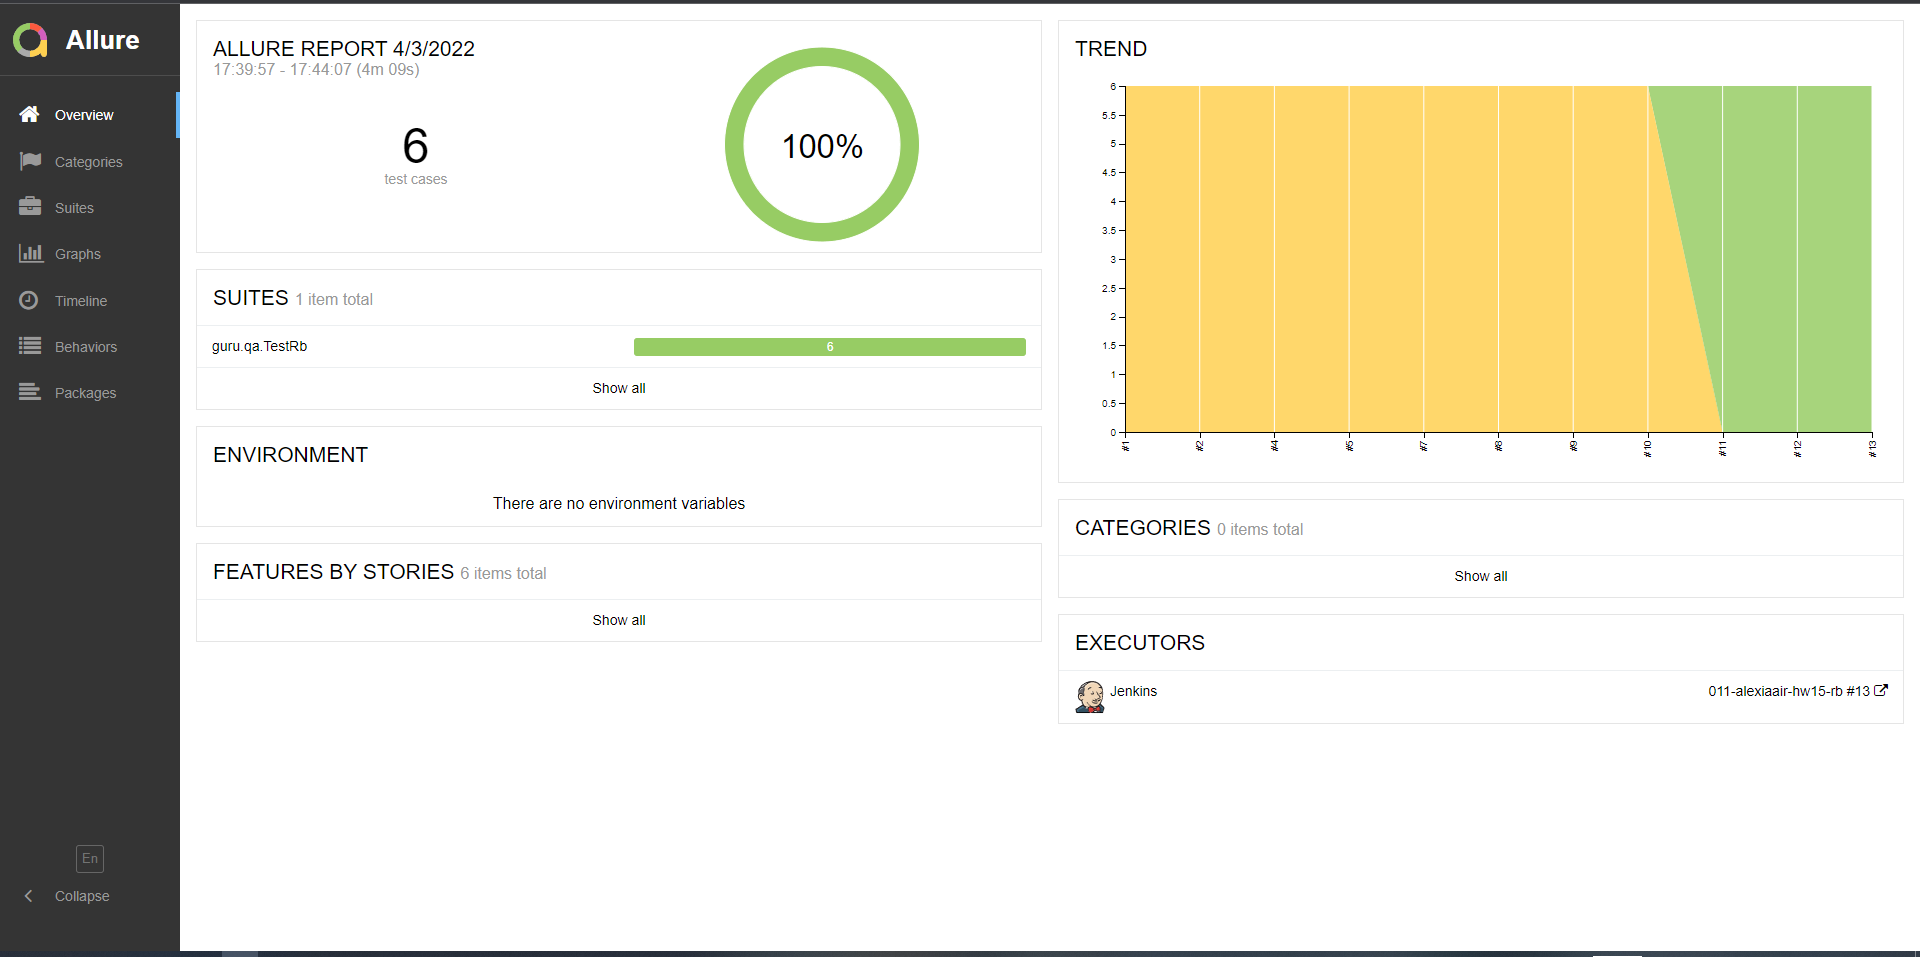 Allure
Overview
Categories
Suites
Graphs
Timeline
Behaviors
Packages
En
Collapse
ALLURE REPORT 4/3/2022
17:39:57 - 17:44:07 (4m 09s)
6
test cases
100%
SUITES 1 item total
guru.qa.TestRb 6
Show all
ENVIRONMENT
There are no environment variables
FEATURES BY STORIES 6 items total
Show all
TREND
6
5.5
5
4.5
4
3.5
3
2.5
2
1.5
1
0.5
0
#1 #2 #4 #5 #7 #8 #9 #10 #11 #12 #13
CATEGORIES 0 items total
Show all
EXECUTORS
Jenkins 011-alexiaair-hw15-rb #13